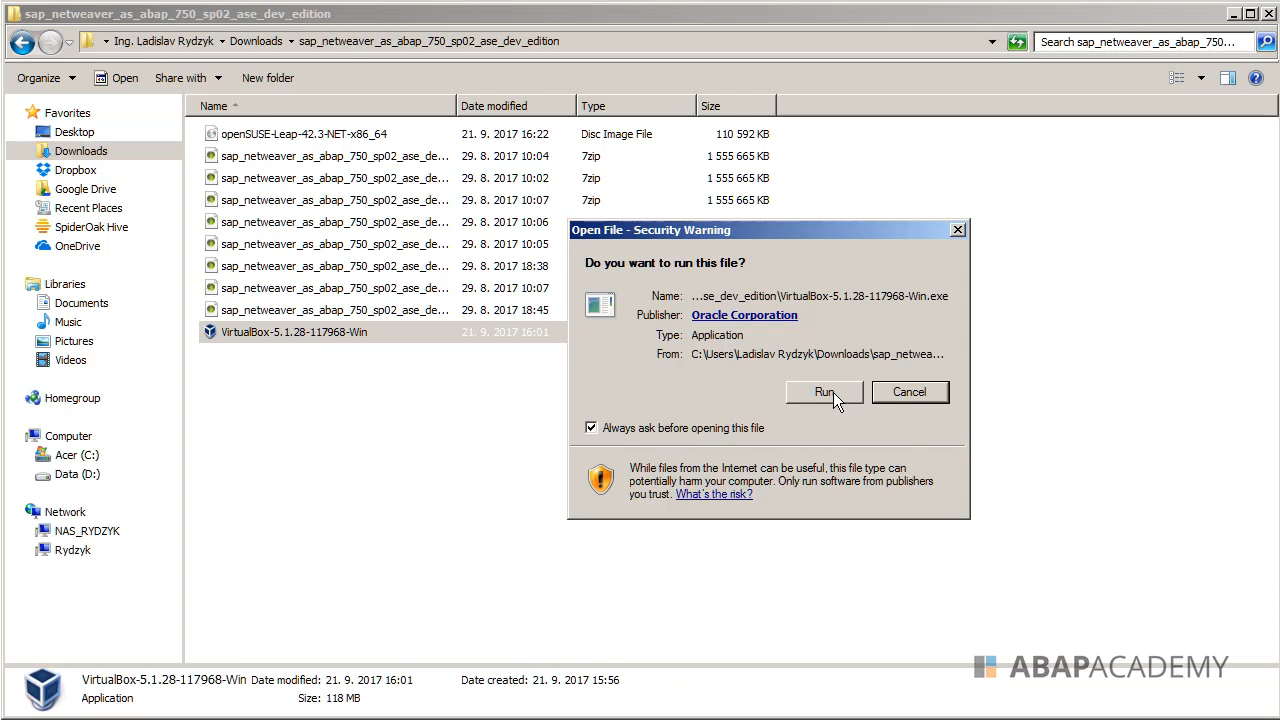 sap_netweaver_as_abap_750_sp02_ase_dev_edition
Ing. Ladislav Rydzyk Downloads sap_netweaver_as_abap_750_sp02_ase_dev_edition
Search sap_netweaver_as_abap_750...
Organize Open Share with New folder
Name Date modified Type Size
Favorites
Desktop
Downloads
Dropbox
Google Drive
Recent Places
SpiderOak Hive
OneDrive
Libraries
Documents
Music
Pictures
Videos
Homegroup
Computer
Acer (C:)
Data (D:)
Network
NAS_RYDZYK
Rydzyk
openSUSE-Leap-42.3-NET-x86_64 21. 9. 2017 16:22 Disc Image File 110 592 KB
sap_netweaver_as_abap_750_sp02_ase_de... 29. 8. 2017 10:04 7zip 1 555 665 KB
sap_netweaver_as_abap_750_sp02_ase_de... 29. 8. 2017 10:02 7zip 1 555 665 KB
sap_netweaver_as_abap_750_sp02_ase_de... 29. 8. 2017 10:07 7zip 1 555 665 KB
sap_netweaver_as_abap_750_sp02_ase_de... 29. 8. 2017 10:06
sap_netweaver_as_abap_750_sp02_ase_de... 29. 8. 2017 10:05
sap_netweaver_as_abap_750_sp02_ase_de... 29. 8. 2017 18:38
sap_netweaver_as_abap_750_sp02_ase_de... 29. 8. 2017 10:07
sap_netweaver_as_abap_750_sp02_ase_de... 29. 8. 2017 18:45
VirtualBox-5.1.28-117968-Win 21. 9. 2017 16:01
Open File - Security Warning
Do you want to run this file?
Name: ...se_dev_edition\VirtualBox-5.1.28-117968-Win.exe
Publisher: Oracle Corporation
Type: Application
From: C:\Users\Ladislav Rydzyk\Downloads\sap_netwea...
Run Cancel
Always ask before opening this file
While files from the Internet can be useful, this file type can
potentially harm your computer. Only run software from publishers
you trust. What's the risk?
VirtualBox-5.1.28-117968-Win Date modified: 21. 9. 2017 16:01 Date created: 21. 9. 2017 15:56
Application Size: 118 MB
ABAPACADEMY